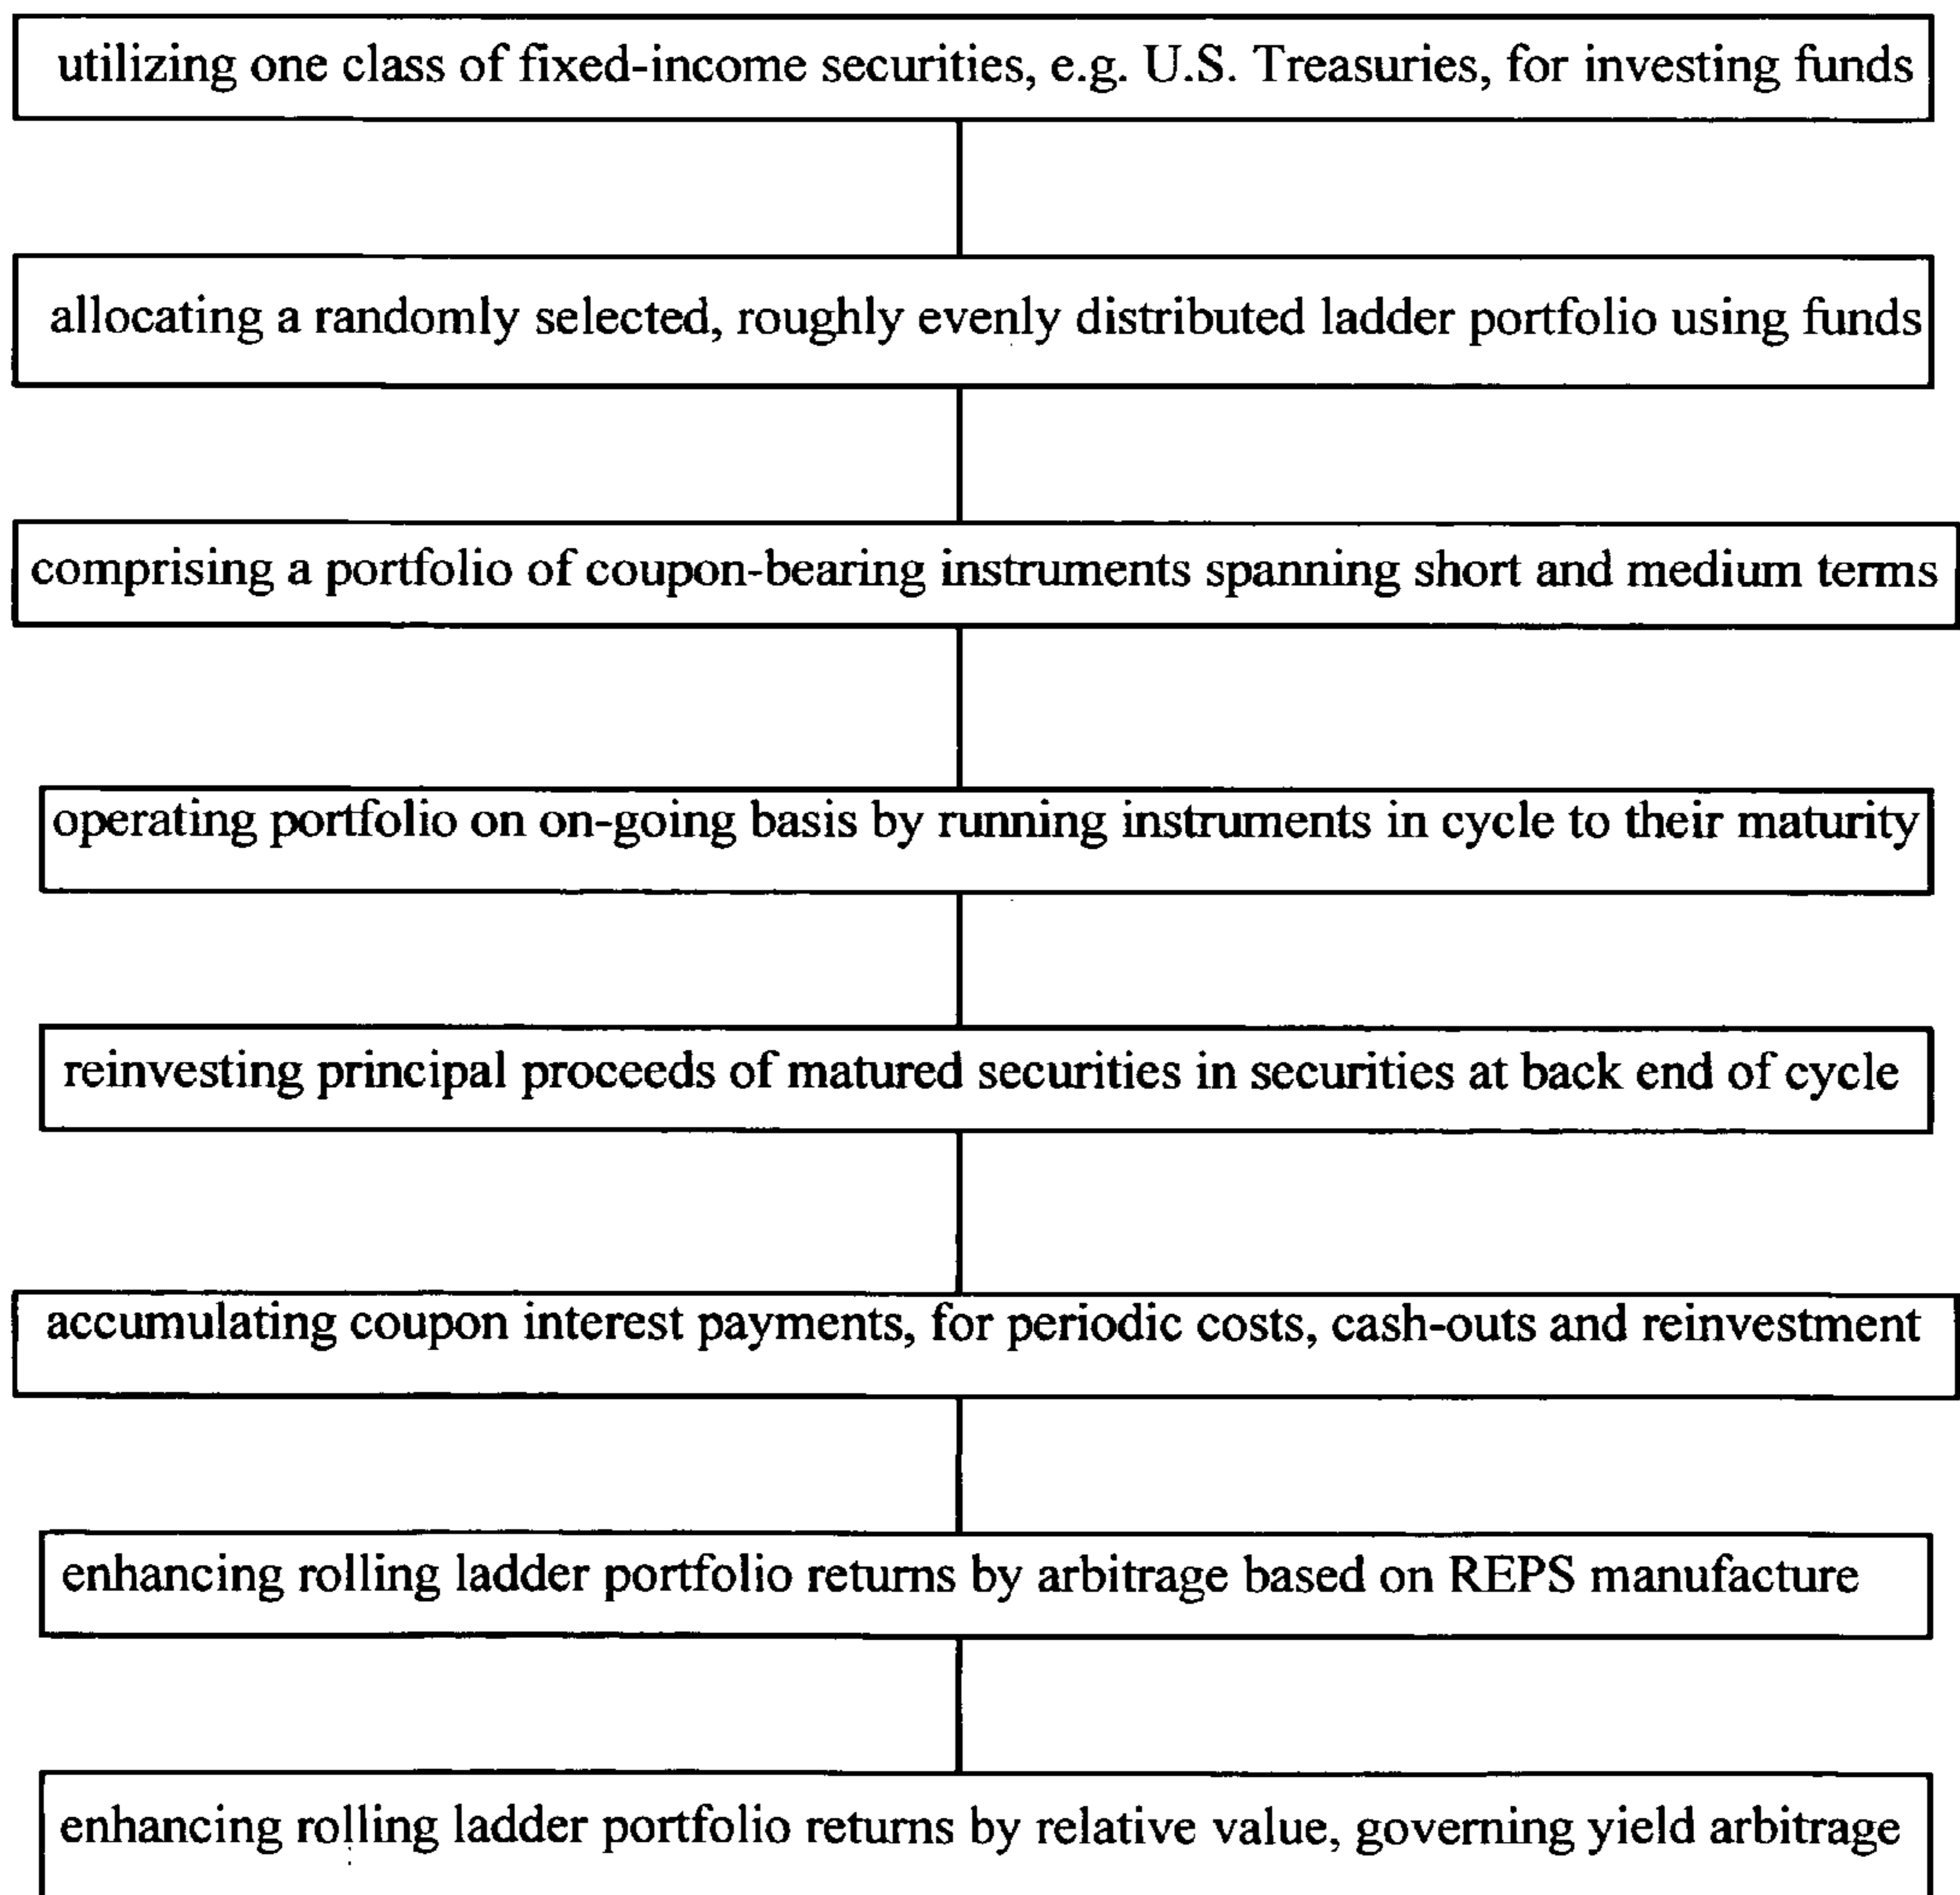 utilizing one class of fixed-income securities, e.g. U.S. Treasuries, for investing funds
allocating a randomly selected, roughly evenly distributed ladder portfolio using funds
comprising a portfolio of coupon-bearing instruments spanning short and medium terms
operating portfolio on on-going basis by running instruments in cycle to their maturity
reinvesting principal proceeds of matured securities in securities at back end of cycle
accumulating coupon interest payments, for periodic costs, cash-outs and reinvestment
enhancing rolling ladder portfolio returns by arbitrage based on REPS manufacture
enhancing rolling ladder portfolio returns by relative value, governing yield arbitrage